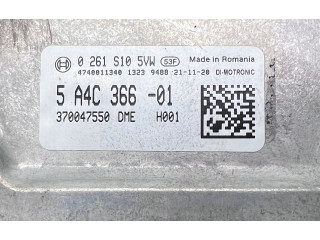 0 261 S10 5VW S3F Made in Romania
4740011340 1323 9488 21-11-20 DI-MOTRONIC
5 A4C 366 -01
370047550 DME H001